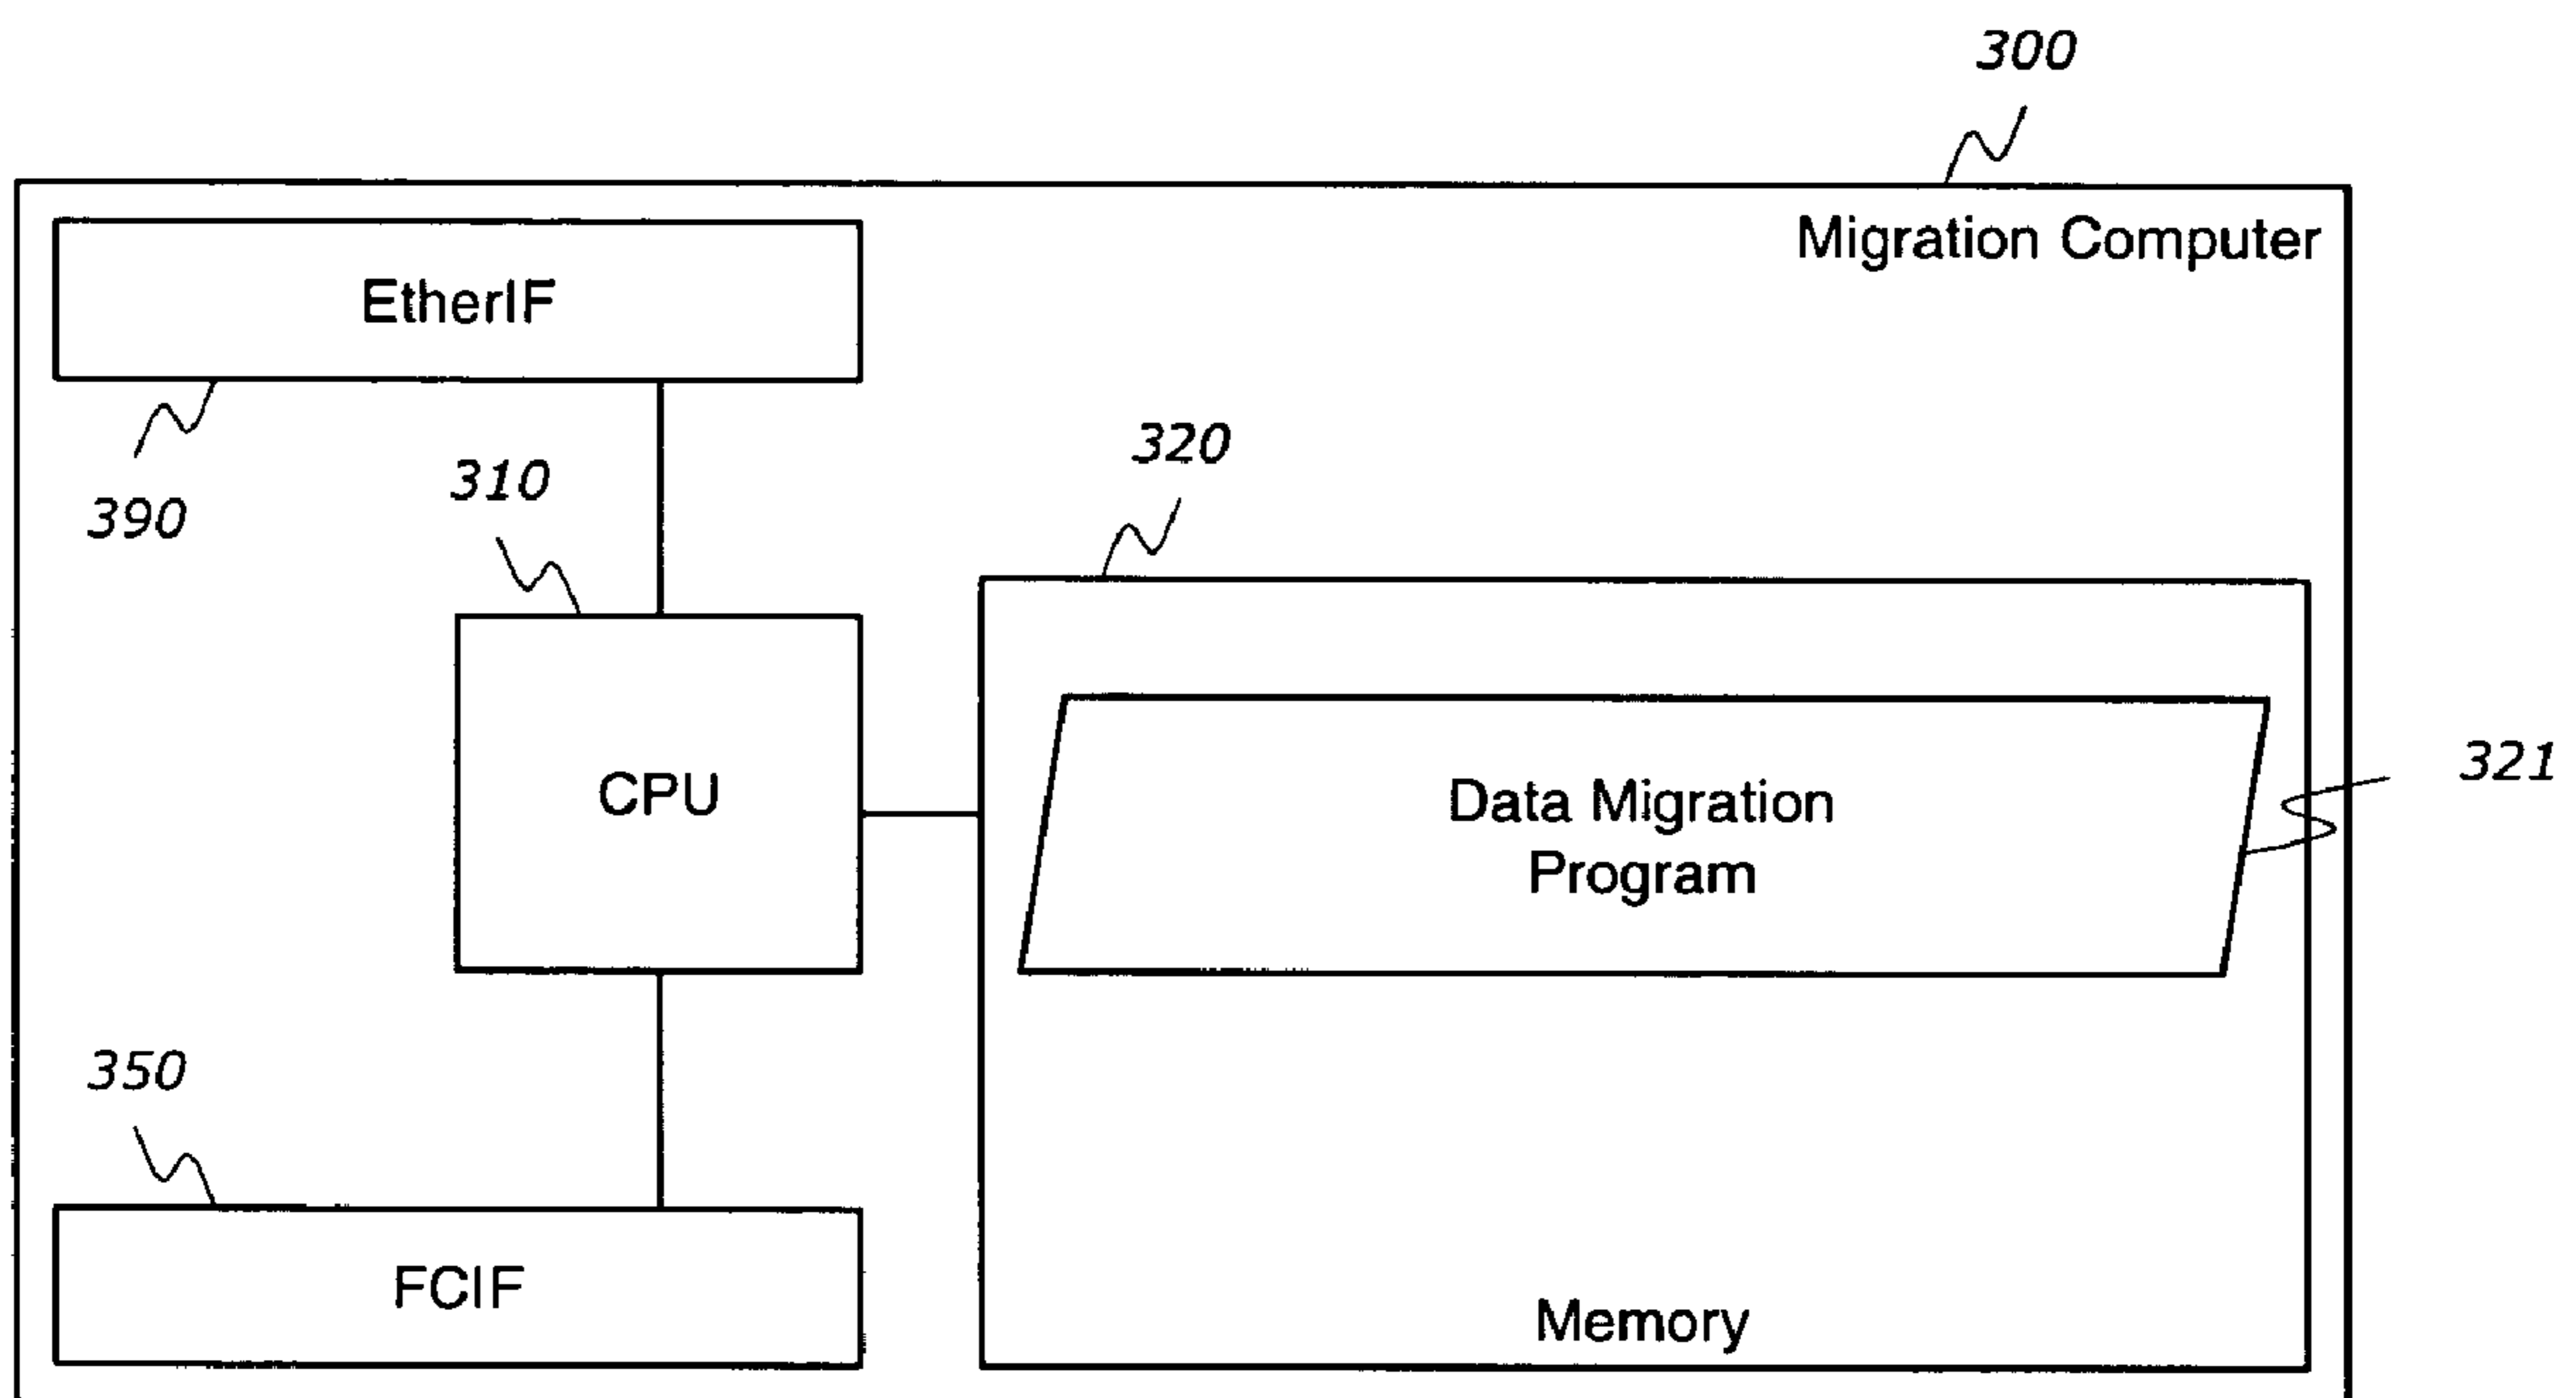 300
Migration Computer
EtherIF
390
310
320
CPU
Data Migration
Program
321
350
FCIF
Memory